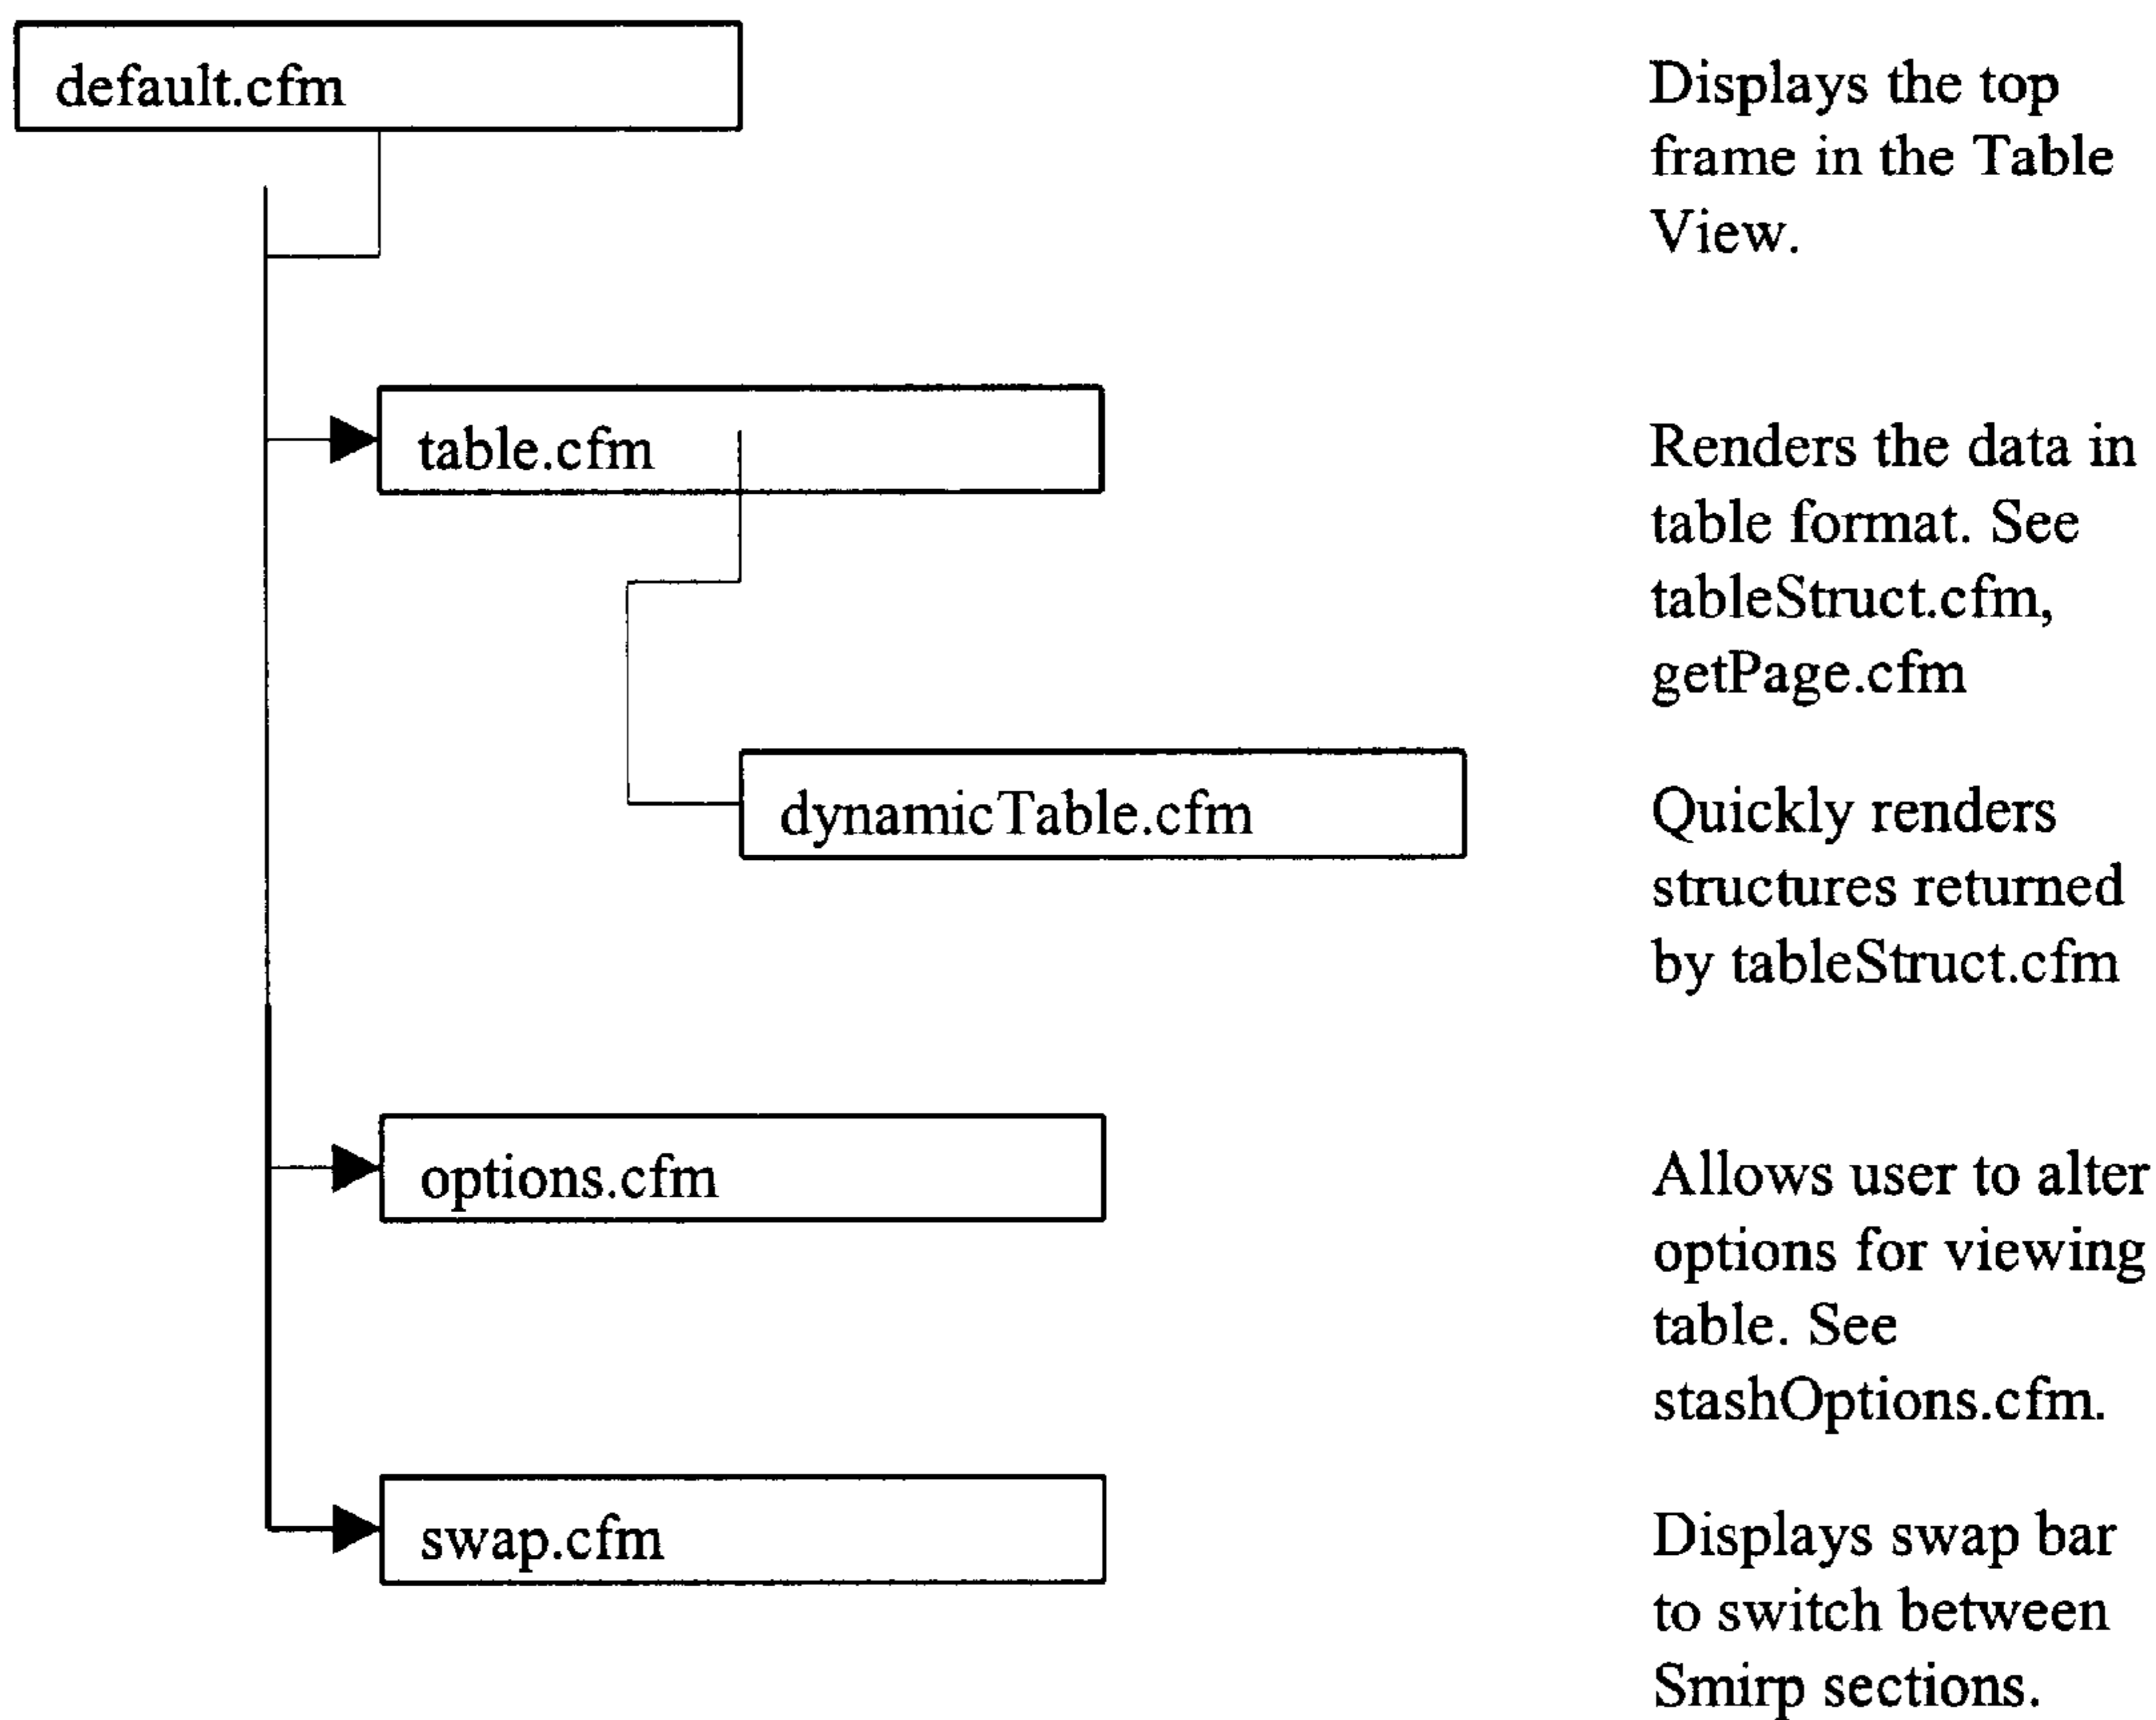 default.cfm
Displays the top
frame in the Table
View.
table.cfm
Renders the data in
table format. See
tableStruct.cfm,
getPage.cfm
dynamicTable.cfm
Quickly renders
structures returned
by tableStruct.cfm
options.cfm
Allows user to alter
options for viewing
table. See
stashOptions.cfm.
swap.cfm
Displays swap bar
to switch between
Smirp sections.